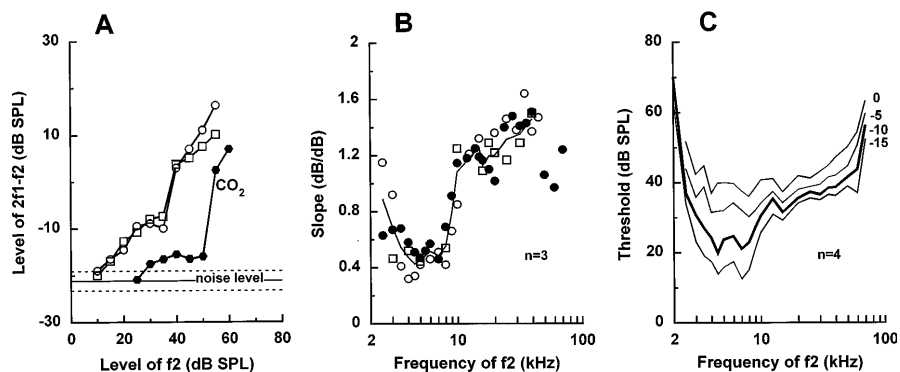 A
30
10
-10
-30
Level of 2f1-f2 (dB SPL)
CO2
noise level
0 20 40 60 80
Level of f2 (dB SPL)
B
2
1.6
1.2
0.8
0.4
0
Slope (dB/dB)
n=3
2 10 100
Frequency of f2 (kHz)
C
80
60
40
20
0
Threshold (dB SPL)
0
-5
-10
-15
n=4
2 10 100
Frequency of f2 (kHz)